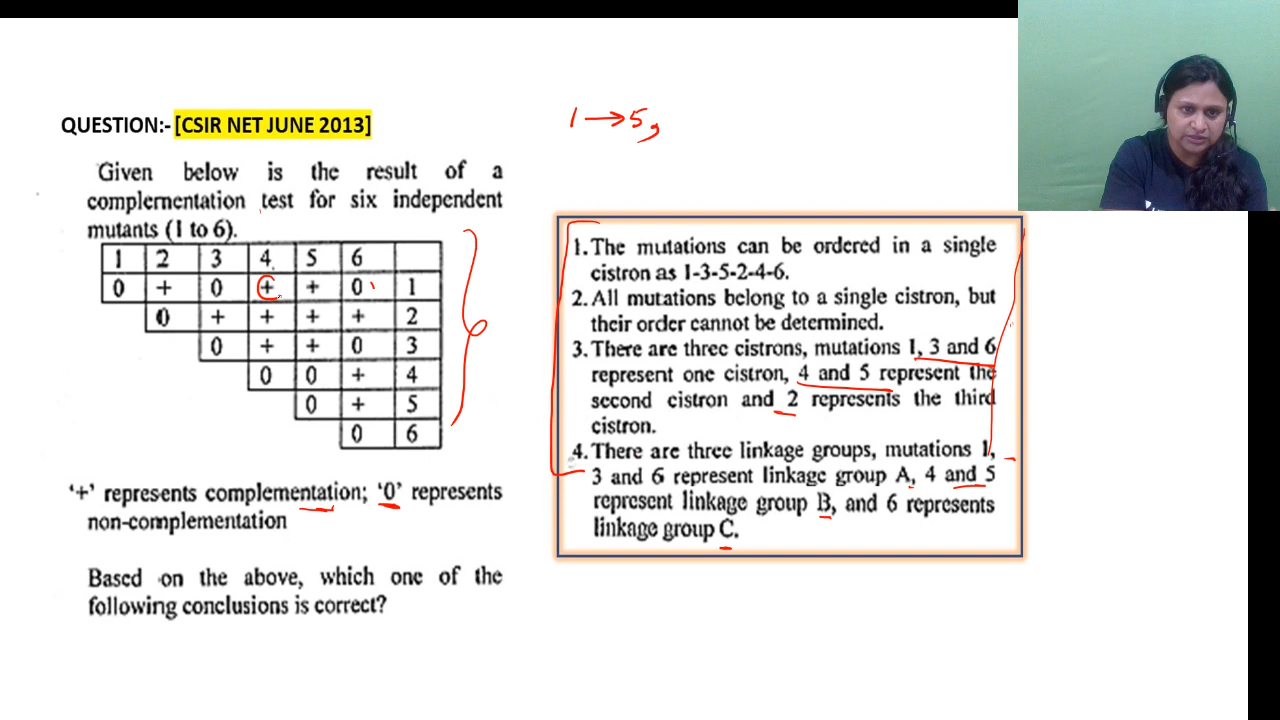 QUESTION:- [CSIR NET JUNE 2013]
1 → 5,
Given below is the result of a
complementation test for six independent
mutants (1 to 6).
1 2 3 4 5 6
0 + 0 + + 0 1
0 + + + + 2
0 + + 0 3
0 0 + 4
0 + 5
0 6
'+' represents complementation; '0' represents
non-complementation
Based on the above, which one of the
following conclusions is correct?
1. The mutations can be ordered in a single
cistron as 1-3-5-2-4-6.
2. All mutations belong to a single cistron, but
their order cannot be determined.
3. There are three cistrons, mutations 1, 3 and 6
represent one cistron, 4 and 5 represent the
second cistron and 2 represents the third
cistron.
4. There are three linkage groups, mutations 1,
3 and 6 represent linkage group A, 4 and 5
represent linkage group B, and 6 represents
linkage group C.